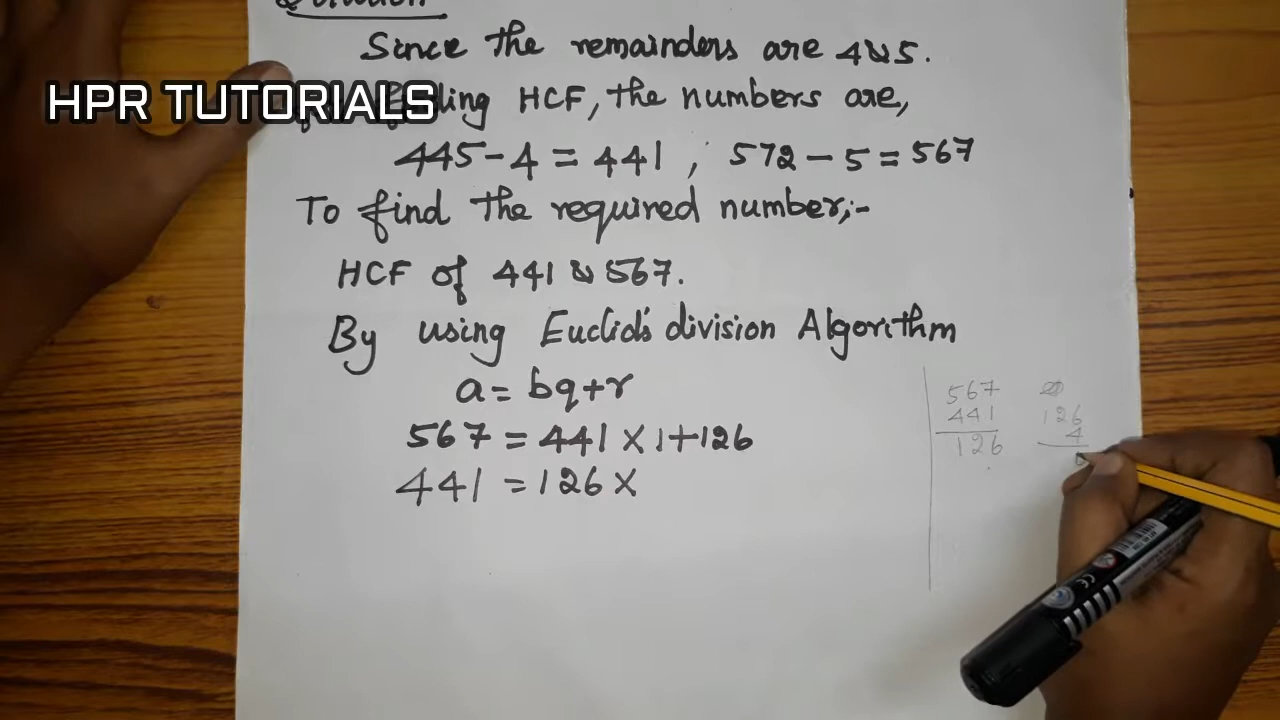 Solution
Since the remainders are 4 & 5.
HPR TUTORIALS
HCF, the numbers are,
445 - 4 = 441 , 572 - 5 = 567
To find the required number,:-
HCF of 441 & 567.
By using Euclid's division Algorithm
a = bq + r
567 = 441 × 1 + 126
441 = 126 ×
567
441
126
126
4